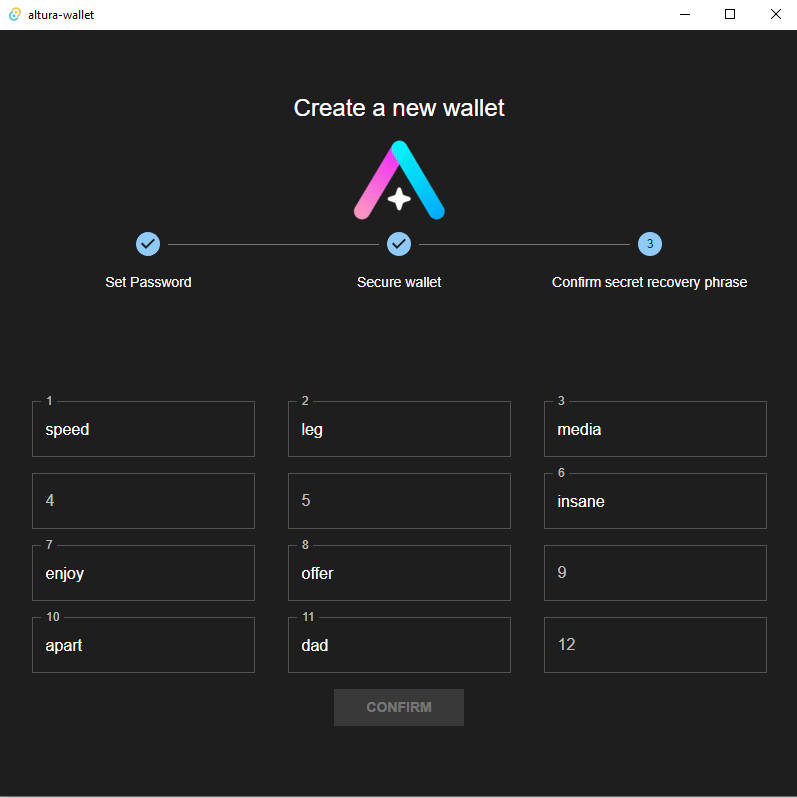 altura-wallet
Create a new wallet
3
Set Password
Secure wallet
Confirm secret recovery phrase
1
2
3
speed
leg
media
4
5
6
insane
7
8
enjoy
offer
9
10
11
apart
dad
12
CONFIRM